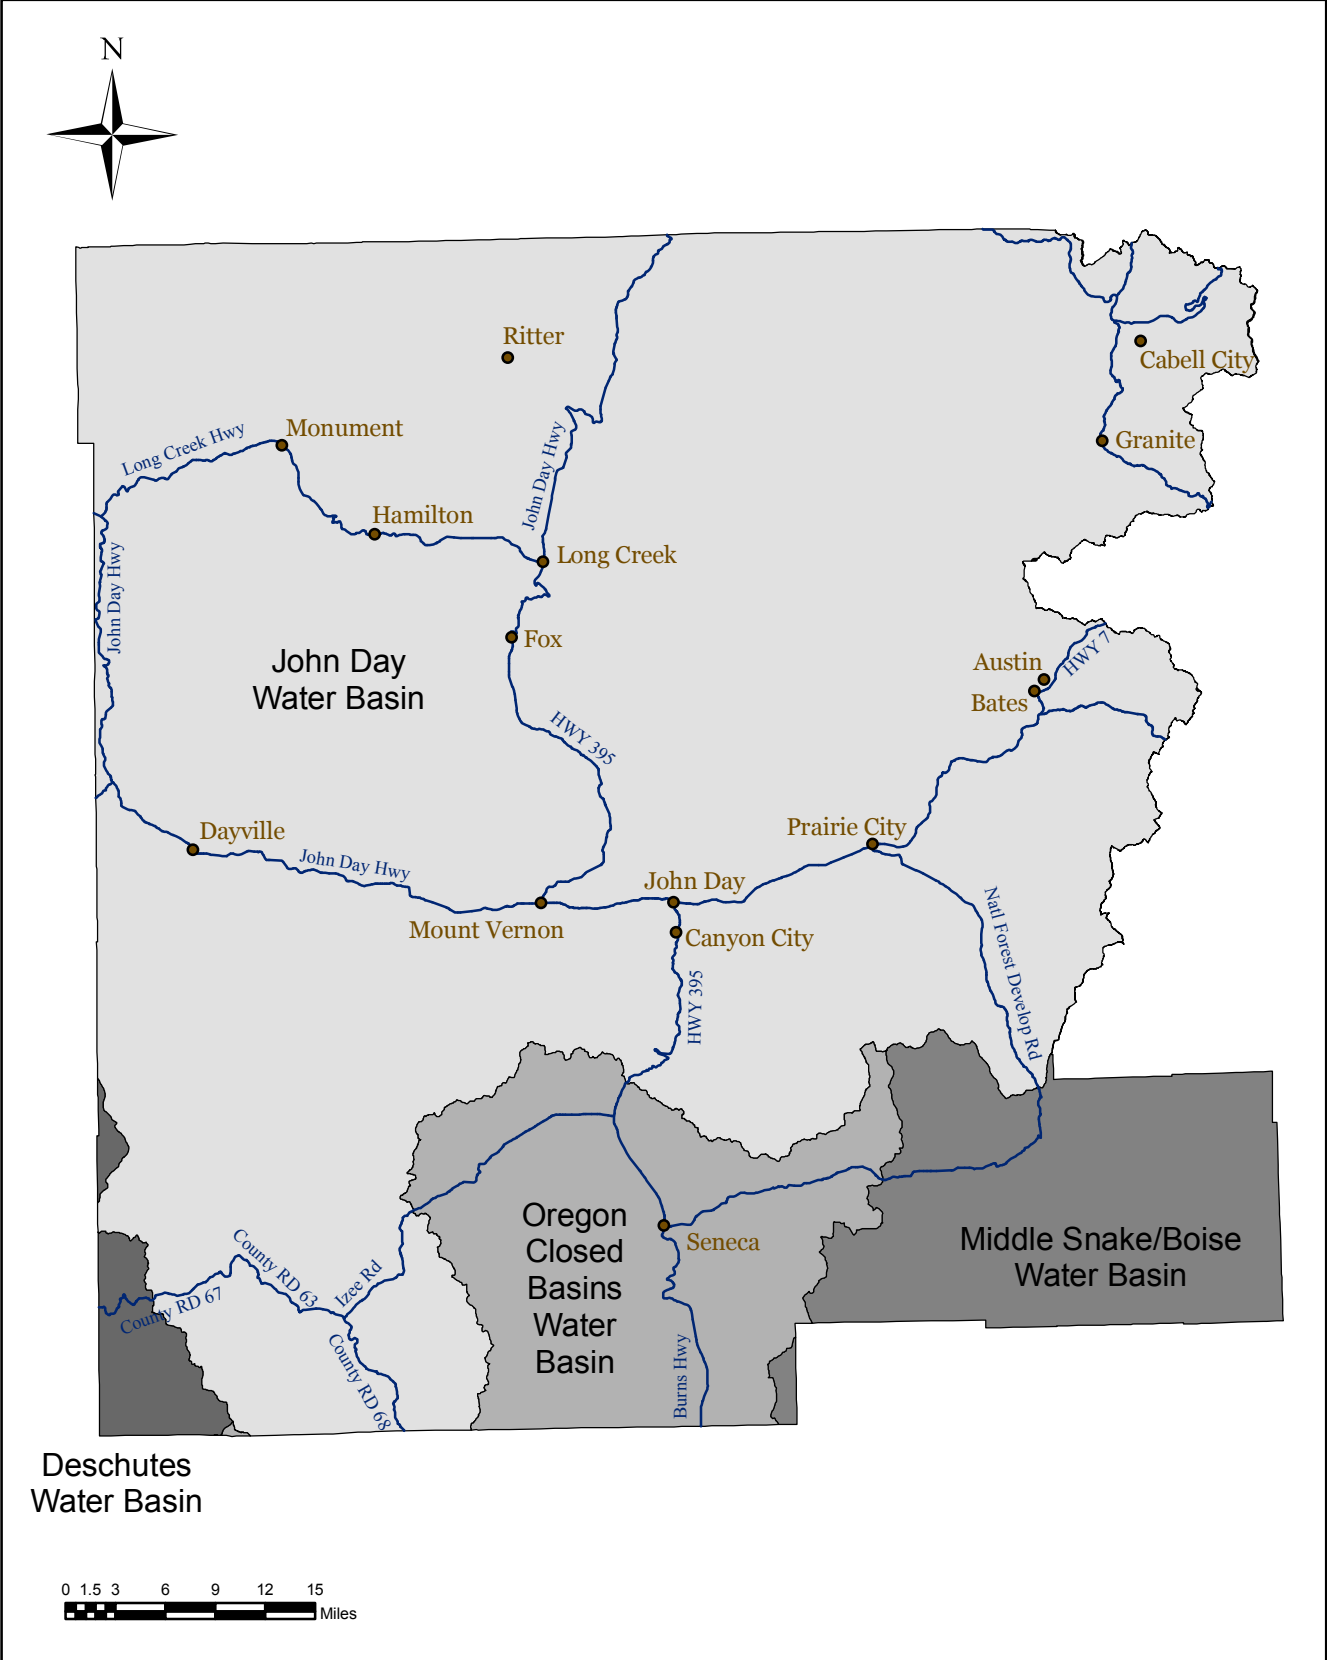 N
Ritter
Cabell City
Monument
Long Creek Hwy
Granite
John Day Hwy
Hamilton
Long Creek
John Day Hwy
Fox
HWY 7
John Day
Water Basin
Austin
Bates
HWY 395
Dayville
Prairie City
John Day Hwy
John Day
Mount Vernon
Canyon City
Natl Forest Develop Rd
HWY 395
Oregon
Closed
Basins
Water
Basin
Seneca
Middle Snake/Boise
Water Basin
County RD 63
Izee Rd
County RD 67
County RD 68
Burns Hwy
Deschutes
Water Basin
0 1.5 3 6 9 12 15
Miles